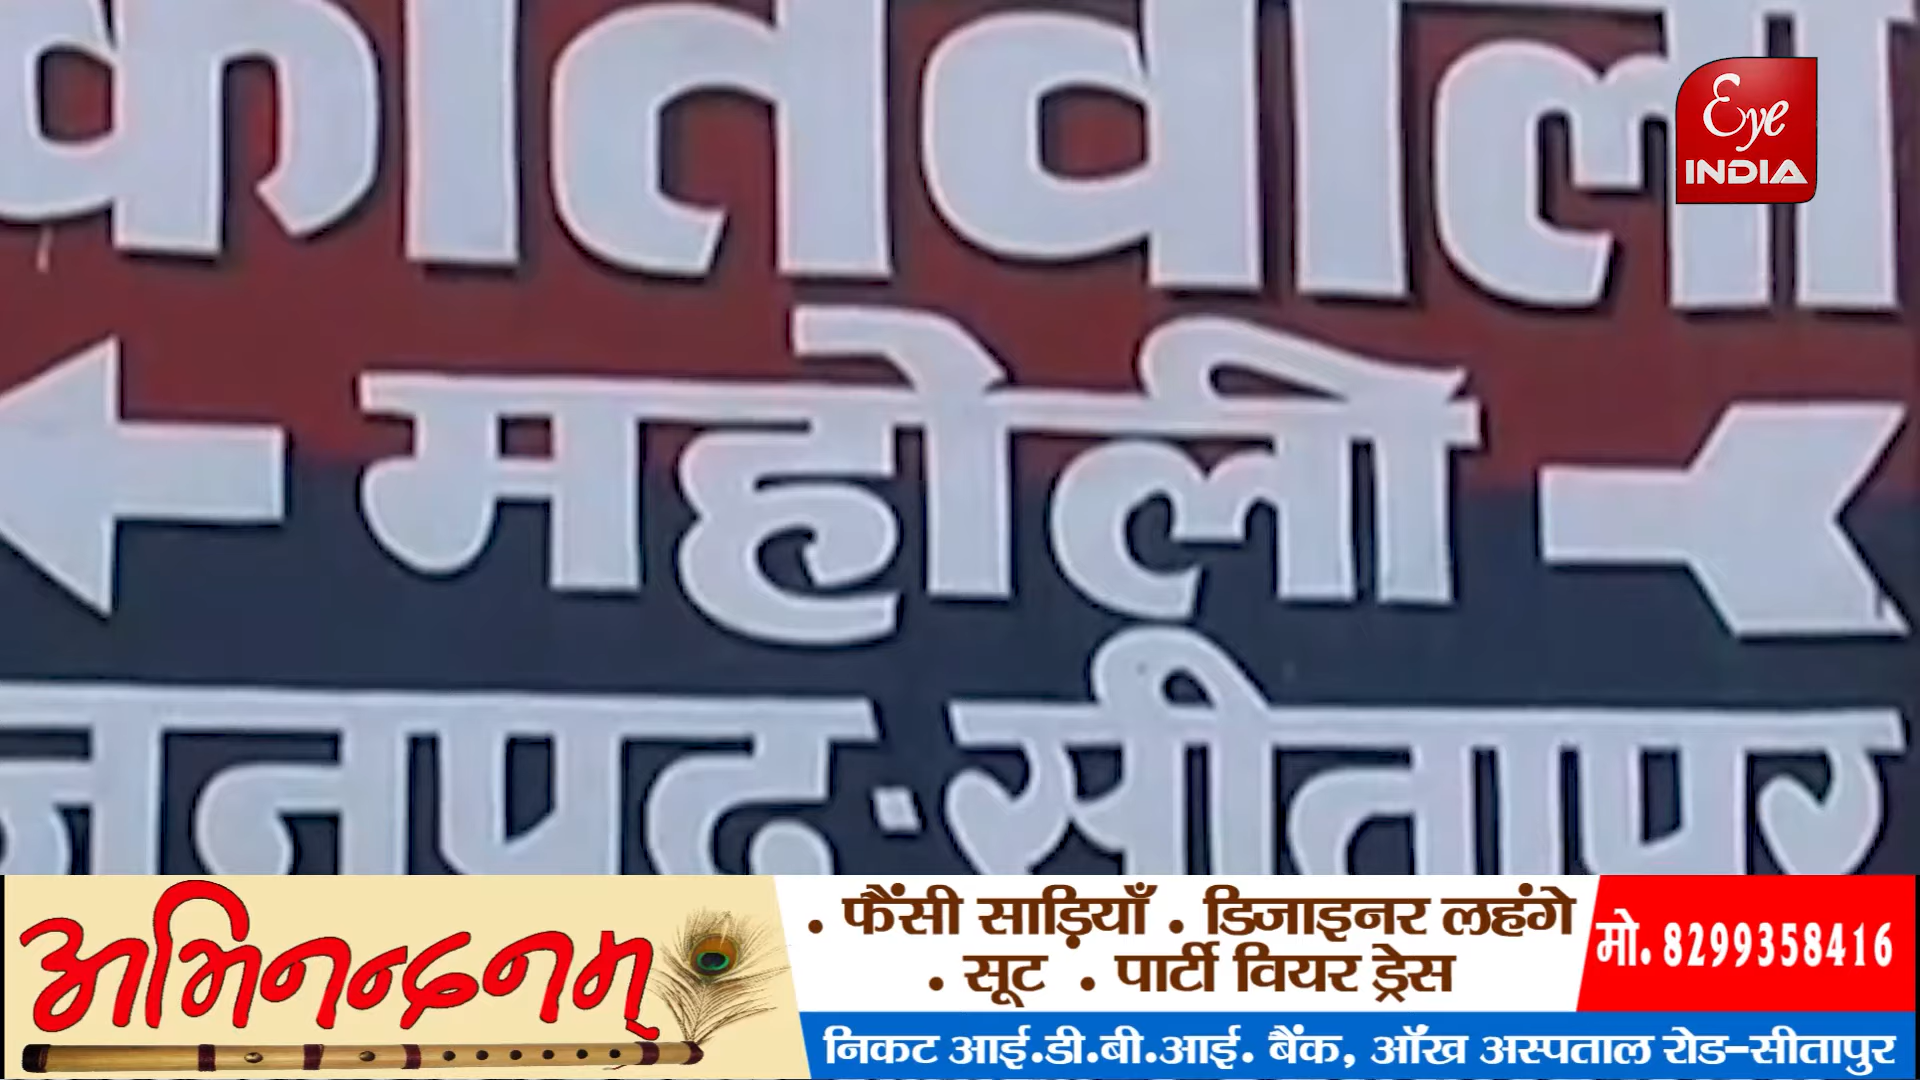 कोतवाली
Eye
INDIA
महोली
जनपद-सीतापुर
अभिनन्दनम्
. फैंसी साड़ियाँ . डिजाइनर लहंगे
. सूट . पार्टी वियर ड्रेस
मो. 8299358416
निकट आई.डी.बी.आई. बैंक, आँख अस्पताल रोड-सीतापुर